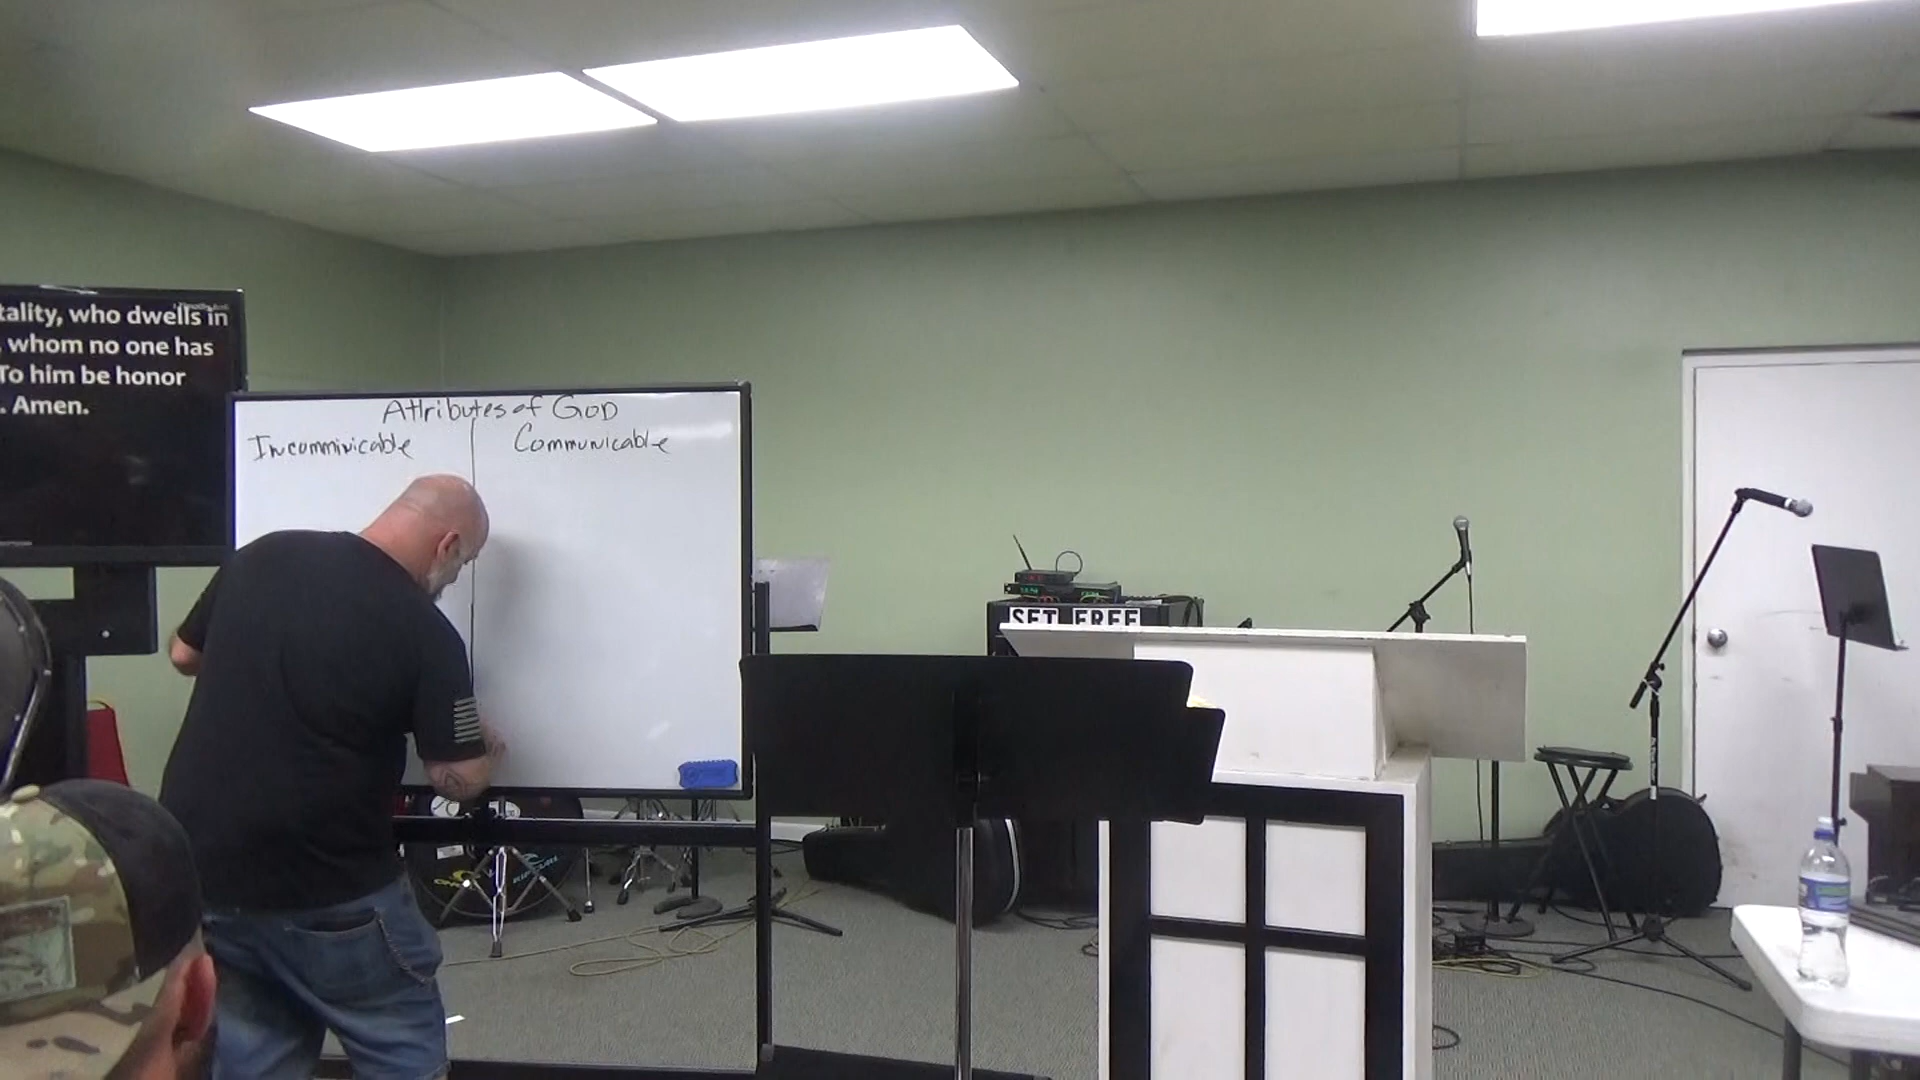 tality, who dwells in
, whom no one has
To him be honor
. Amen.
Attributes of God
Incomminicable
Communicable
SET FREE